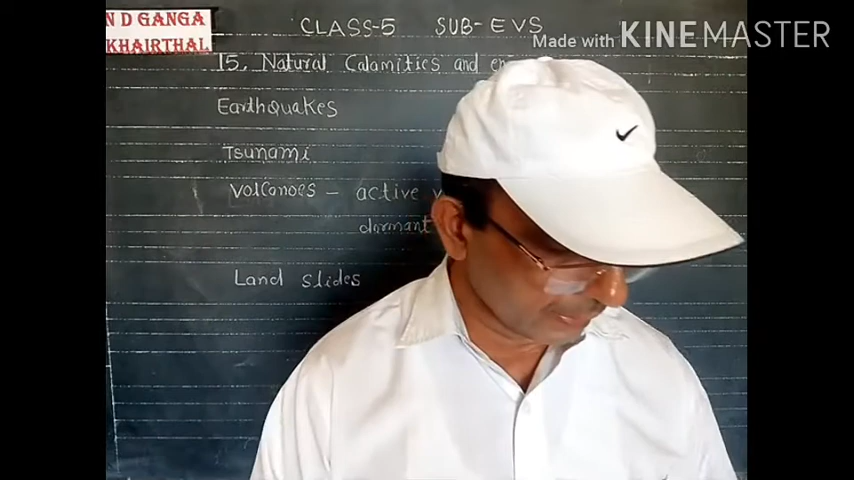 N D GANGA
KHAIRTHAL
CLASS-5 SUB-EVS
Made with KINEMASTER
15. Natural Calamities and
Earthquakes
Tsunami
Volcanoes - active
dormant
Land slides